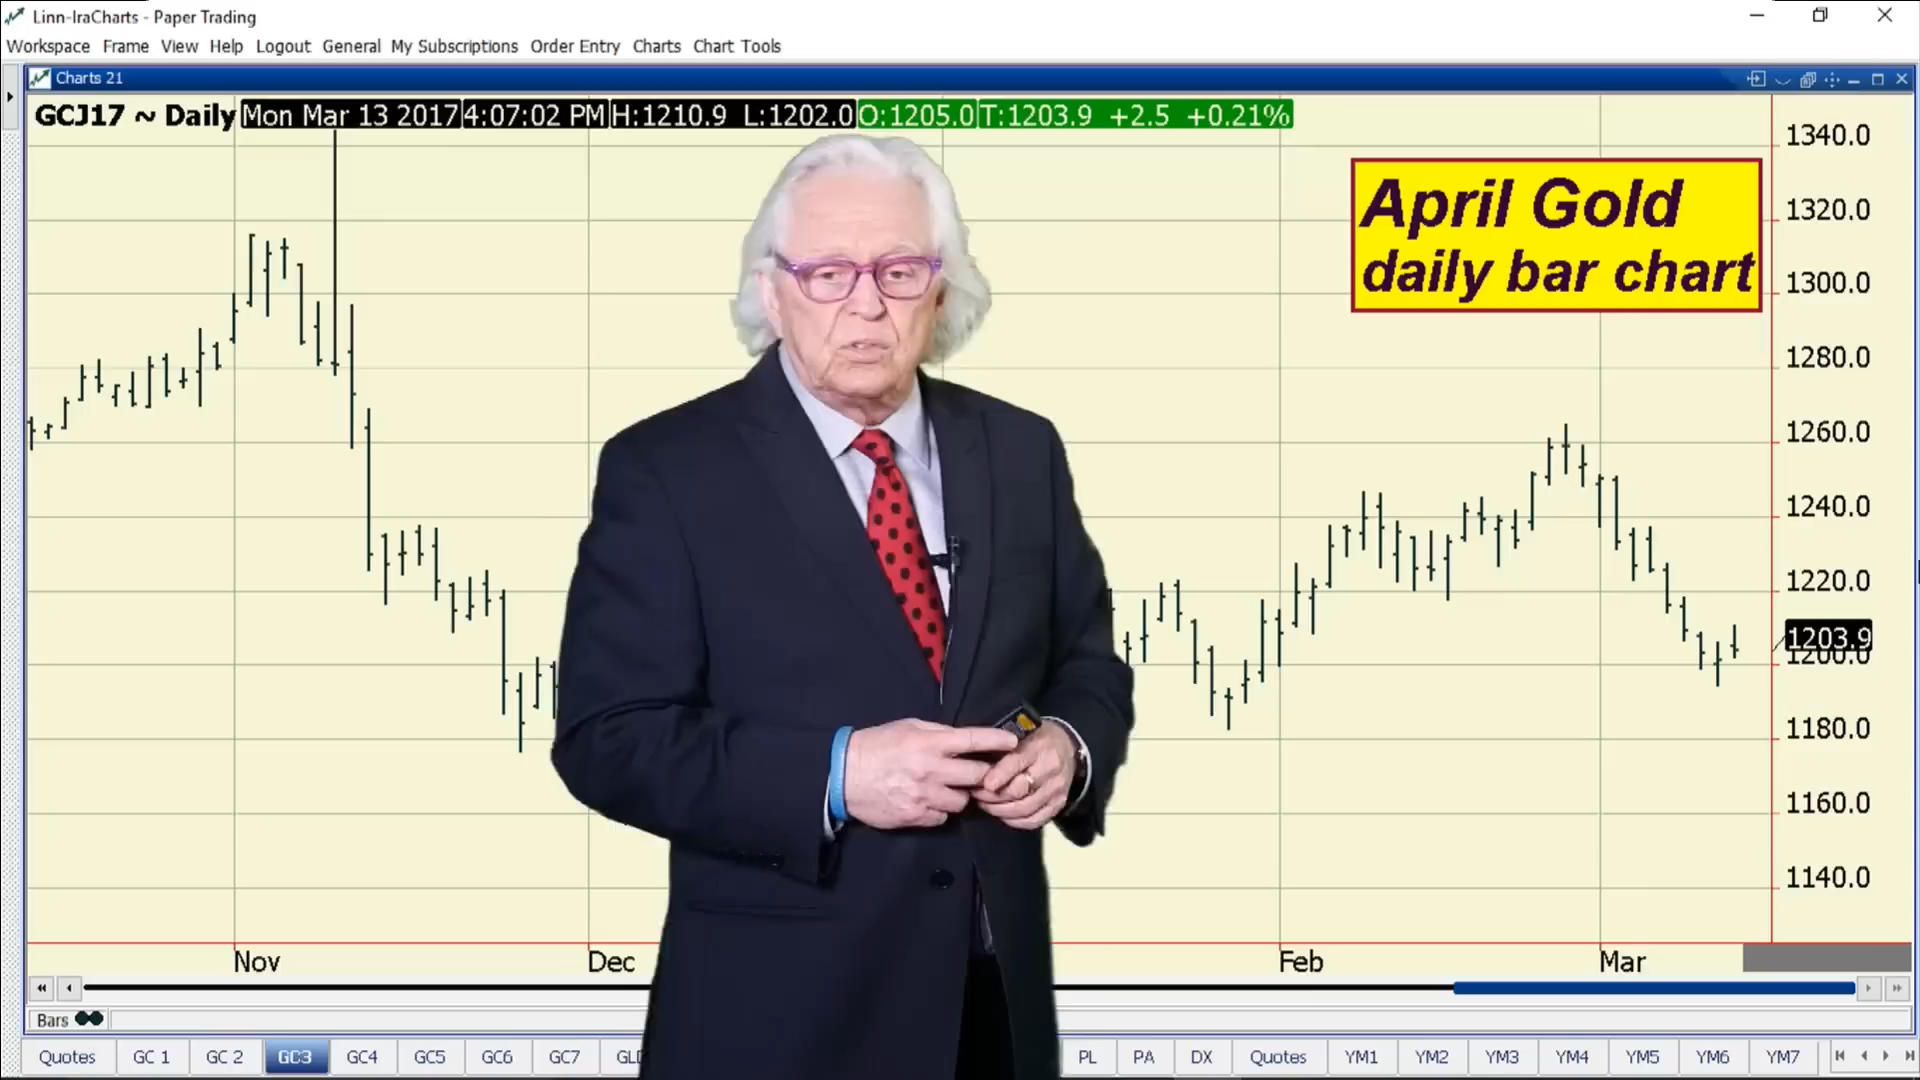 Linn-IraCharts - Paper Trading
Workspace Frame View Help Logout General My Subscriptions Order Entry Charts Chart Tools
Charts 21
GCJ17 ~ Daily Mon Mar 13 2017 4:07:02 PM H:1210.9 L:1202.0 O:1205.0 T:1203.9 +2.5 +0.21%
April Gold
daily bar chart
1340.0
1320.0
1300.0
1280.0
1260.0
1240.0
1220.0
1203.9
1200.0
1180.0
1160.0
1140.0
Nov Dec Feb Mar
Bars
Quotes GC 1 GC 2 GC3 GC4 GC5 GC6 GC7 PL PA DX Quotes YM1 YM2 YM3 YM4 YM5 YM6 YM7